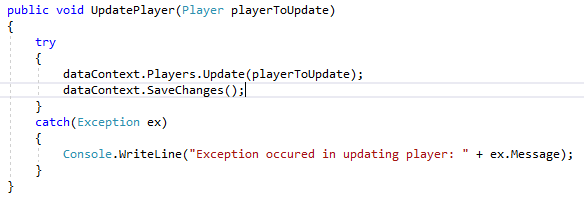 public void UpdatePlayer(Player playerToUpdate)
{
    try
    {
        dataContext.Players.Update(playerToUpdate);
        dataContext.SaveChanges();
    }
    catch(Exception ex)
    {
        Console.WriteLine("Exception occured in updating player: " + ex.Message);
    }
}